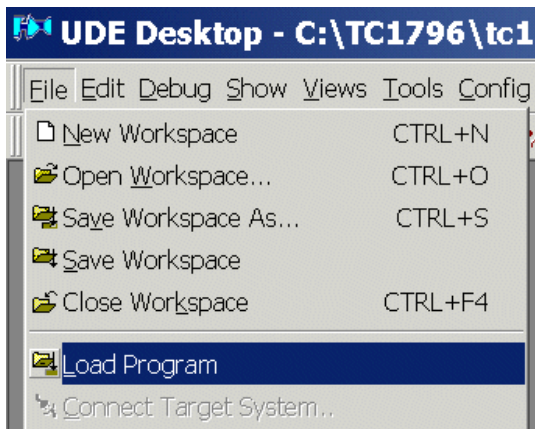 UDE Desktop - C:\TC1796\tc1
File Edit Debug Show Views Tools Config
New Workspace CTRL+N
Open Workspace... CTRL+O
Save Workspace As... CTRL+S
Save Workspace
Close Workspace CTRL+F4
Load Program
Connect Target System..